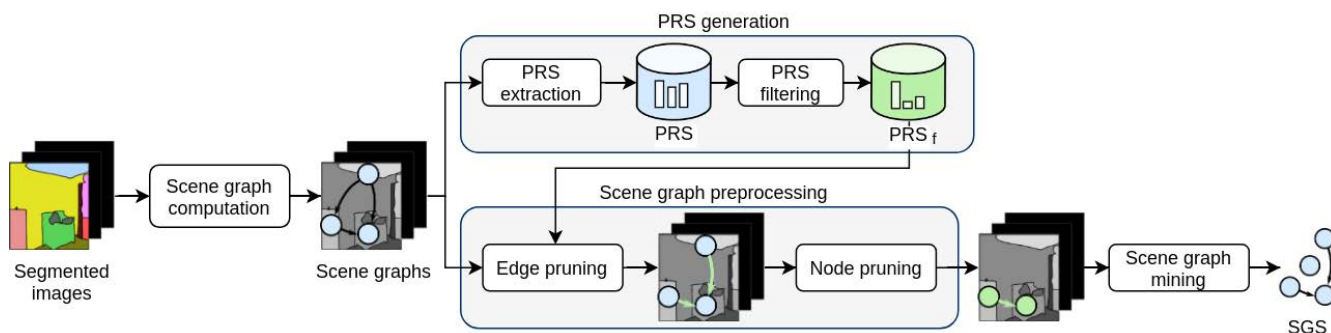 PRS generation
PRS
extraction
PRS
PRS
filtering
PRS f
Segmented
images
Scene graph
computation
Scene graphs
Scene graph preprocessing
Edge pruning
Node pruning
Scene graph
mining
SGS